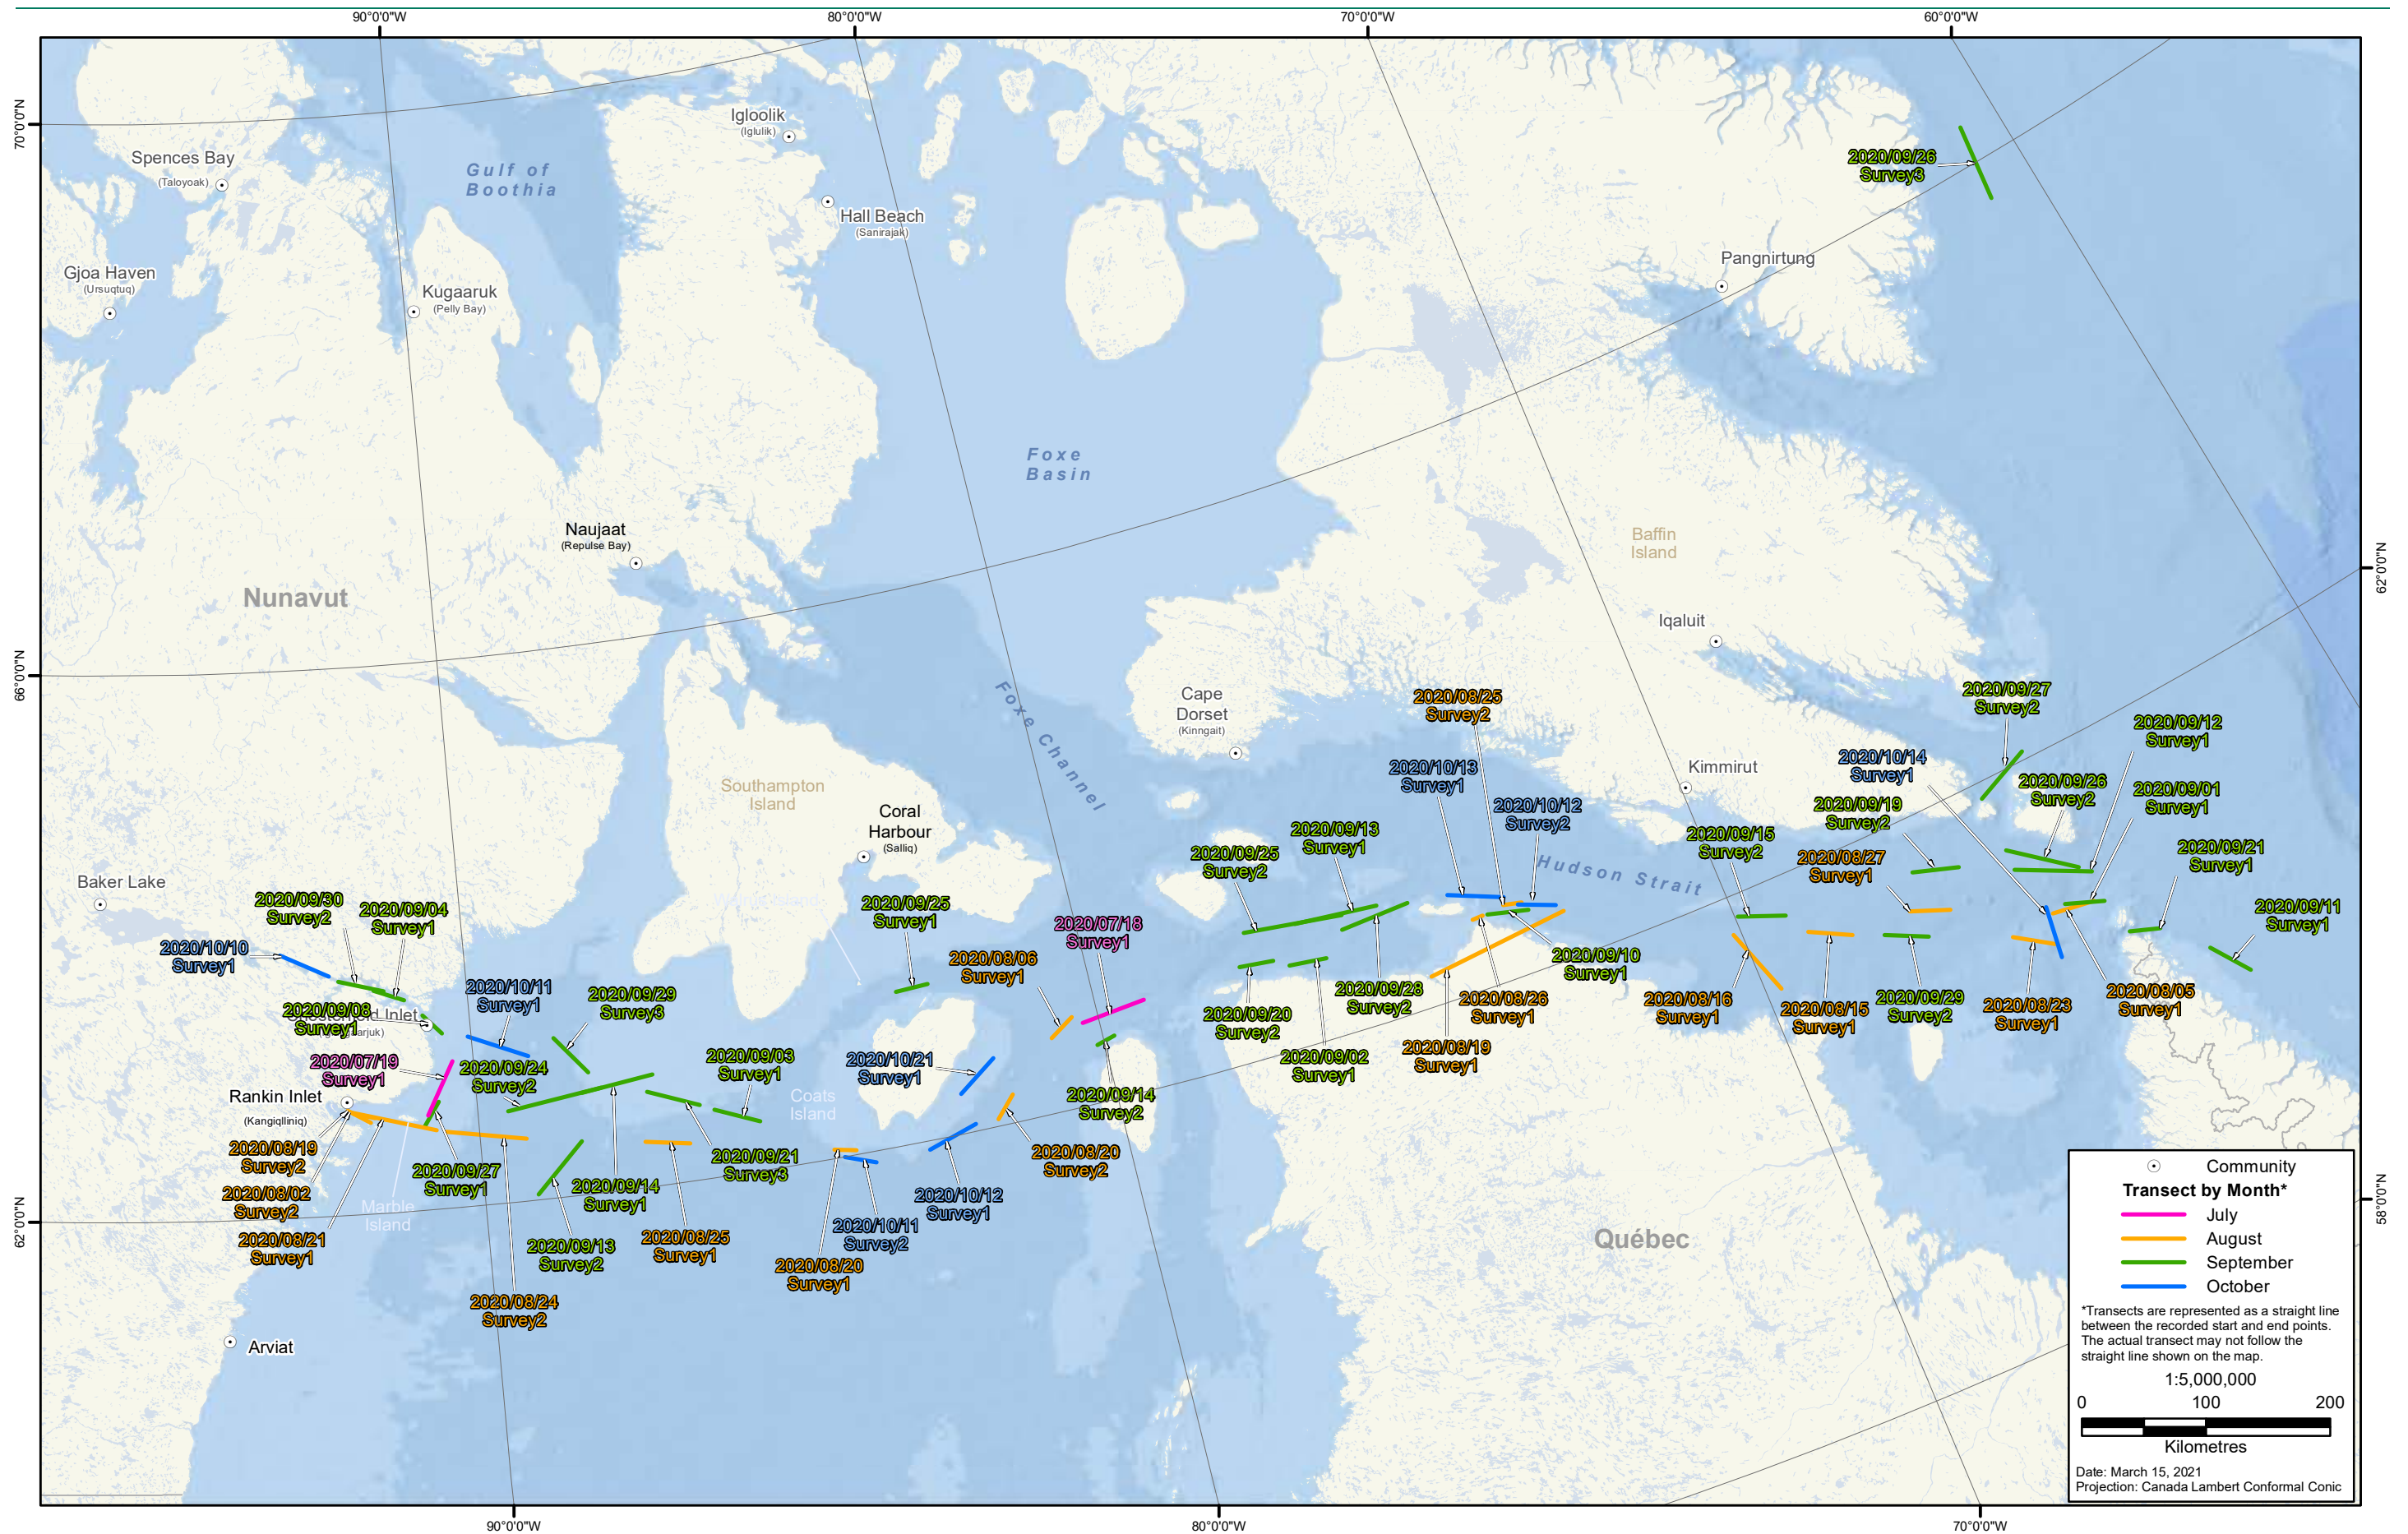 90°0'0"W
80°0'0"W
70°0'0"W
60°0'0"W
70°0'0"N
66°0'0"N
62°0'0"N
62°0'0"N
58°0'0"N
Igloolik
(Iglulik)
Spences Bay
(Taloyoak)
Gulf of
Boothia
Hall Beach
(Sanirajak)
Gjoa Haven
(Ursuqtuq)
Kugaaruk
(Pelly Bay)
Pangnirtung
2020/09/26
Survey3
Foxe
Basin
Naujaat
(Repulse Bay)
Nunavut
Baffin
Island
Iqaluit
Foxe Channel
Cape
Dorset
(Kinngait)
Kimmirut
Southampton
Island
Coral
Harbour
(Salliq)
Hudson Strait
Baker Lake
2020/08/25
Survey2
2020/09/27
Survey2
2020/09/12
Survey1
2020/10/13
Survey1
2020/10/14
Survey1
2020/10/12
Survey2
2020/09/26
Survey2
2020/09/01
Survey1
2020/09/19
Survey2
2020/09/13
Survey1
2020/09/15
Survey2
2020/09/25
Survey2
2020/08/27
Survey1
2020/09/21
Survey1
2020/09/30
Survey2
2020/09/04
Survey1
2020/09/25
Survey1
2020/07/18
Survey1
2020/09/11
Survey1
2020/10/10
Survey1
2020/08/06
Survey1
2020/09/10
Survey1
2020/10/11
Survey1
2020/09/29
Survey3
2020/09/28
Survey2
2020/08/26
Survey1
2020/08/16
Survey1
2020/08/15
Survey1
2020/09/29
Survey2
2020/08/23
Survey1
2020/08/05
Survey1
2020/09/08
Survey1
Inlet
2020/09/20
Survey2
2020/09/02
Survey1
2020/08/19
Survey1
2020/07/19
Survey1
2020/09/24
Survey2
2020/09/03
Survey1
2020/10/21
Survey1
2020/09/14
Survey2
Coats
Island
Rankin Inlet
(Kangiqlliniq)
2020/08/19
Survey2
2020/09/27
Survey1
2020/09/14
Survey1
2020/09/21
Survey3
2020/08/20
Survey2
2020/08/02
Survey2
Marble
Island
2020/10/12
Survey1
2020/08/21
Survey1
2020/09/13
Survey2
2020/08/25
Survey1
2020/10/11
Survey2
2020/08/20
Survey1
2020/08/24
Survey2
Arviat
Québec
Community
Transect by Month*
July
August
September
October
*Transects are represented as a straight line
between the recorded start and end points.
The actual transect may not follow the
straight line shown on the map.
1:5,000,000
0 100 200
Kilometres
Date: March 15, 2021
Projection: Canada Lambert Conformal Conic
90°0'0"W
80°0'0"W
70°0'0"W